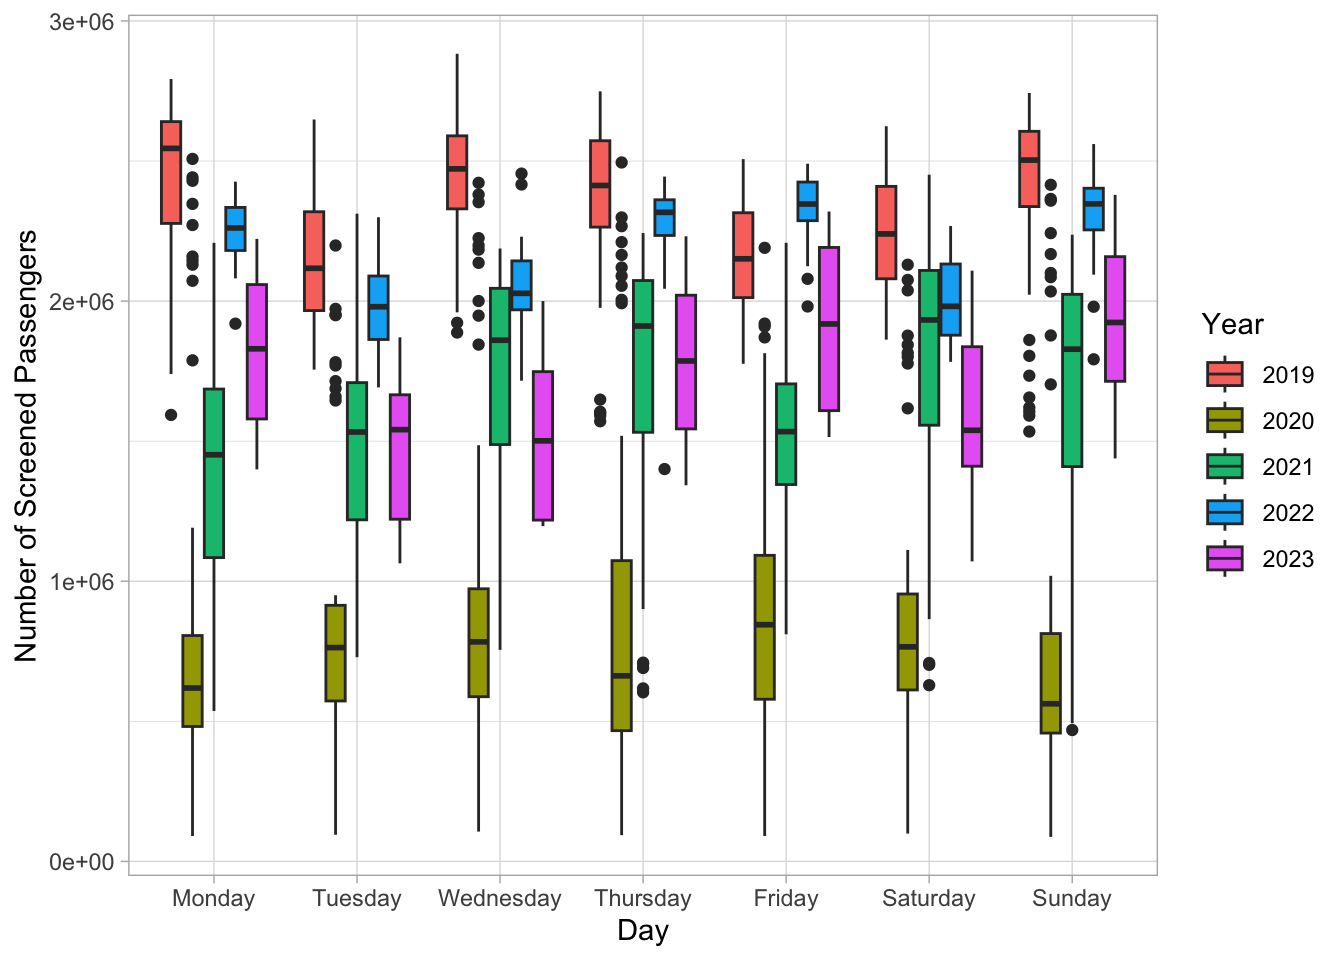 3e+06
2e+06
1e+06
0e+00
Number of Screened Passengers
Monday Tuesday Wednesday Thursday Friday Saturday Sunday
Day
Year
2019
2020
2021
2022
2023